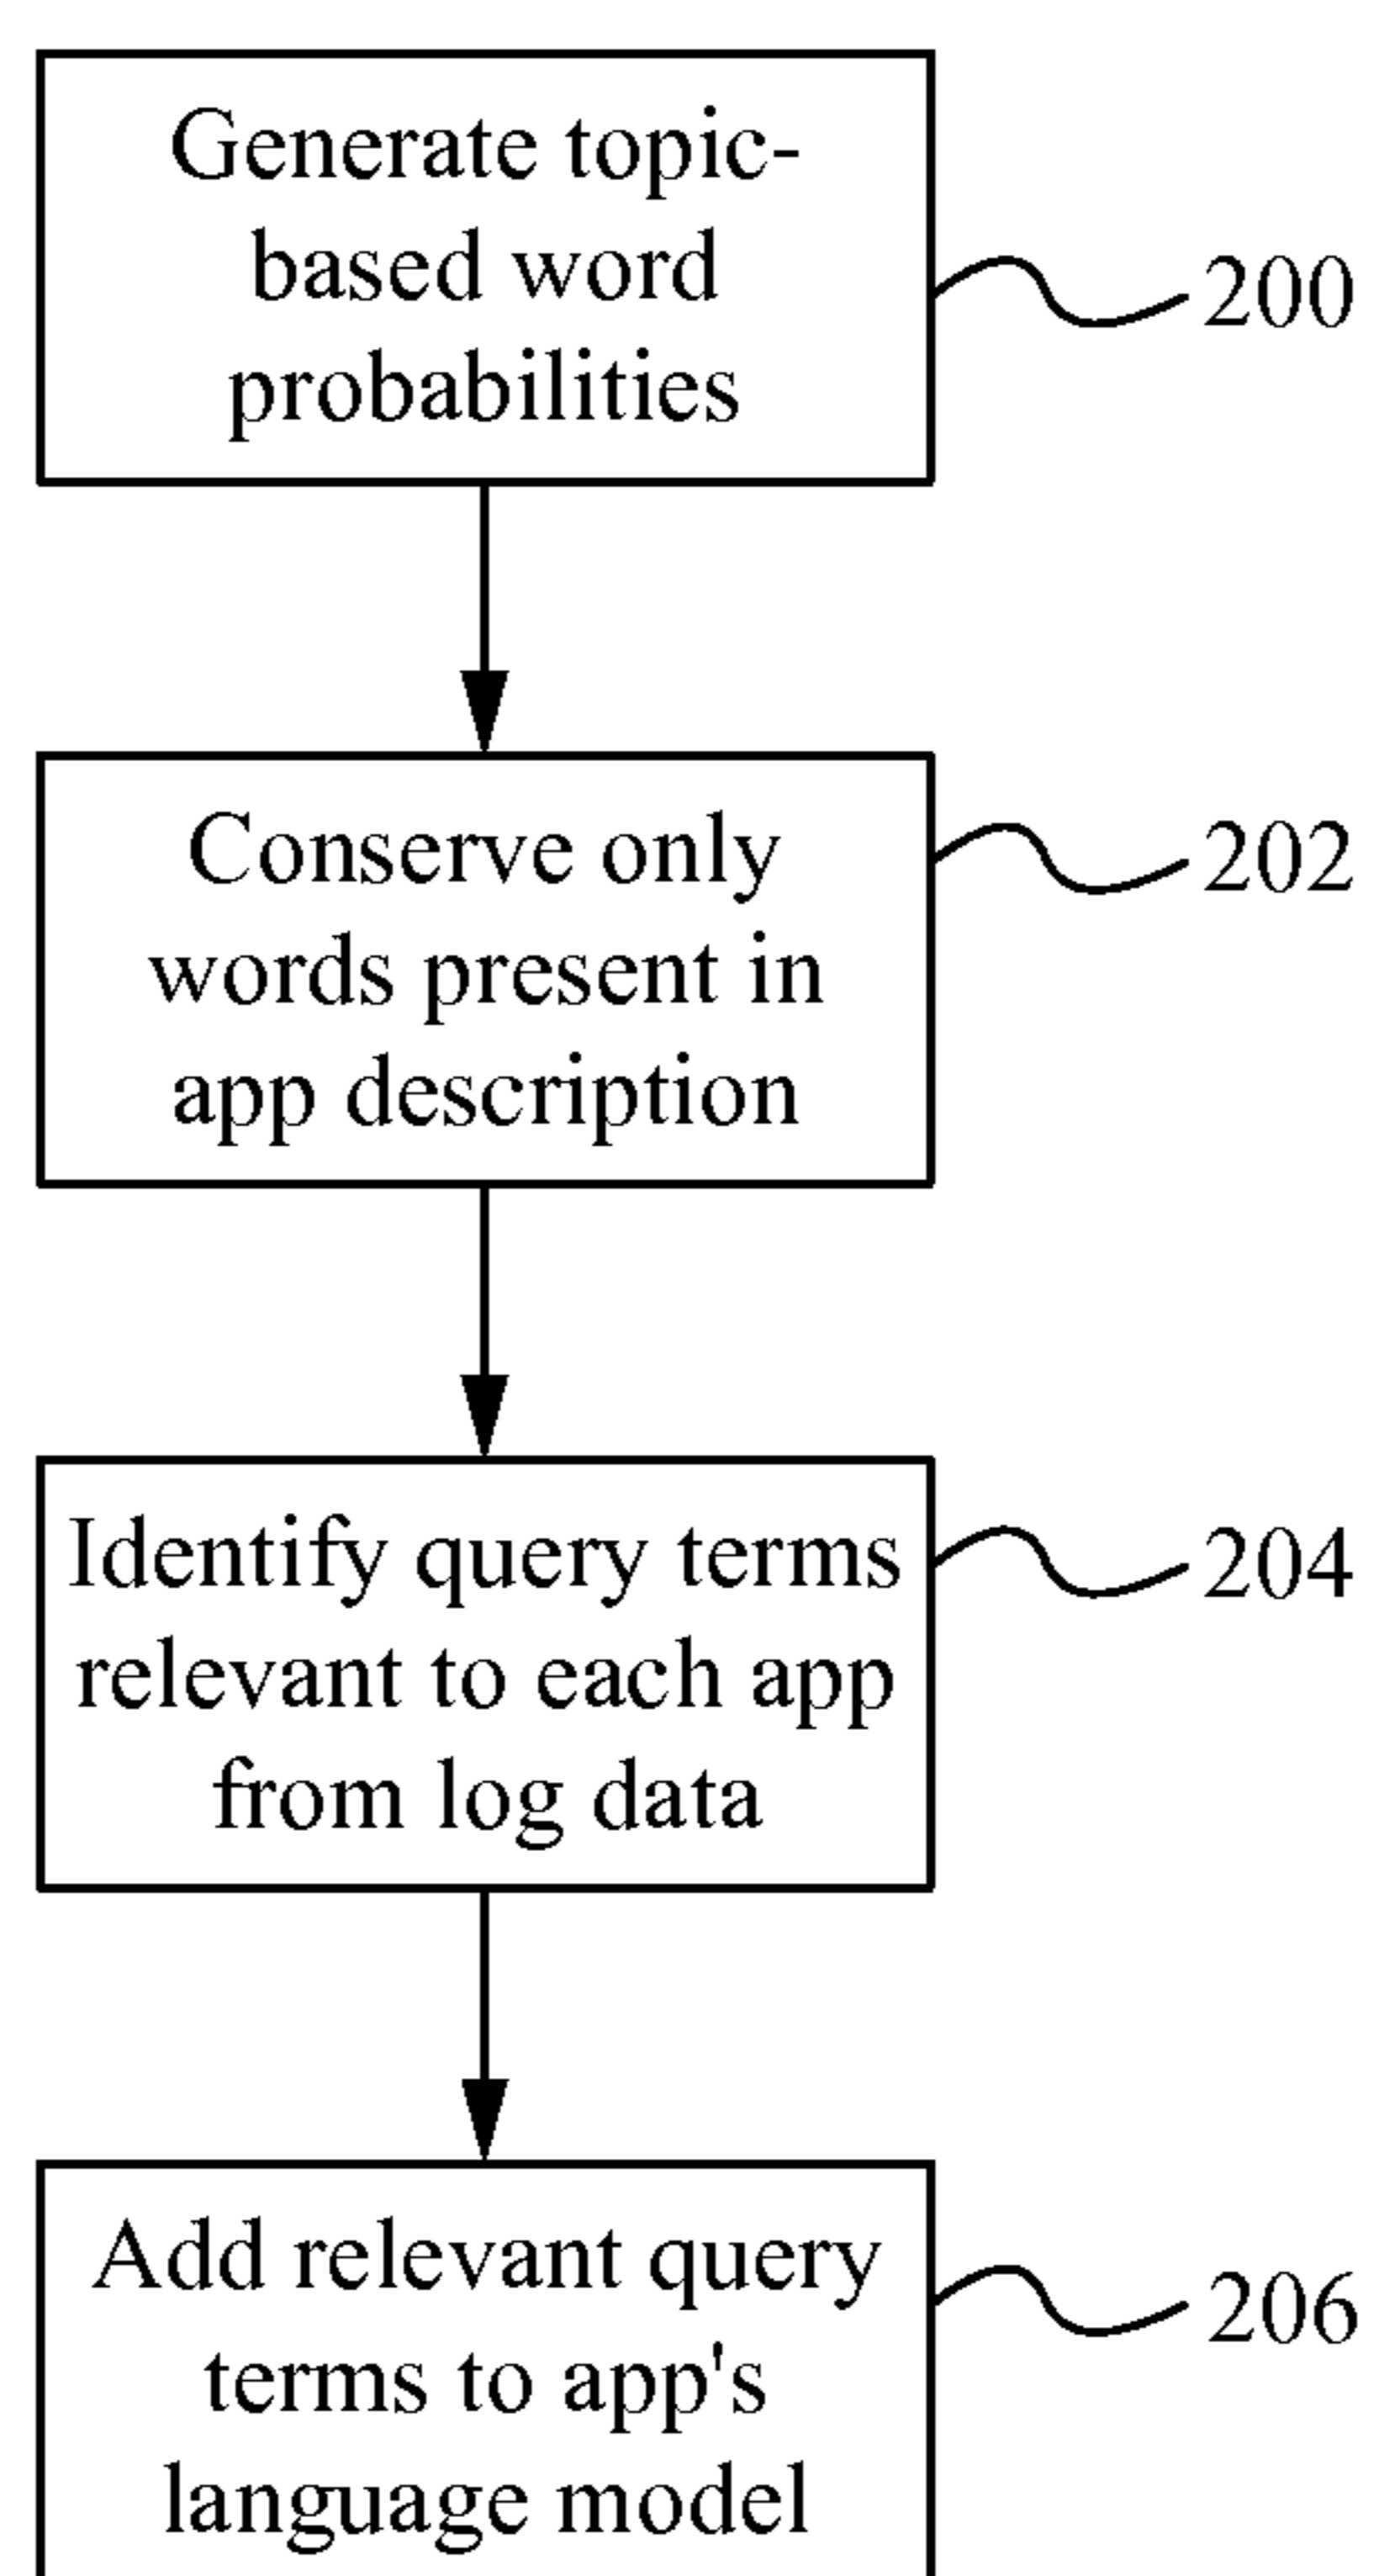 Generate topic-
based word
probabilities
200
Conserve only
words present in
app description
202
Identify query terms
relevant to each app
from log data
204
Add relevant query
terms to app's
language model
206